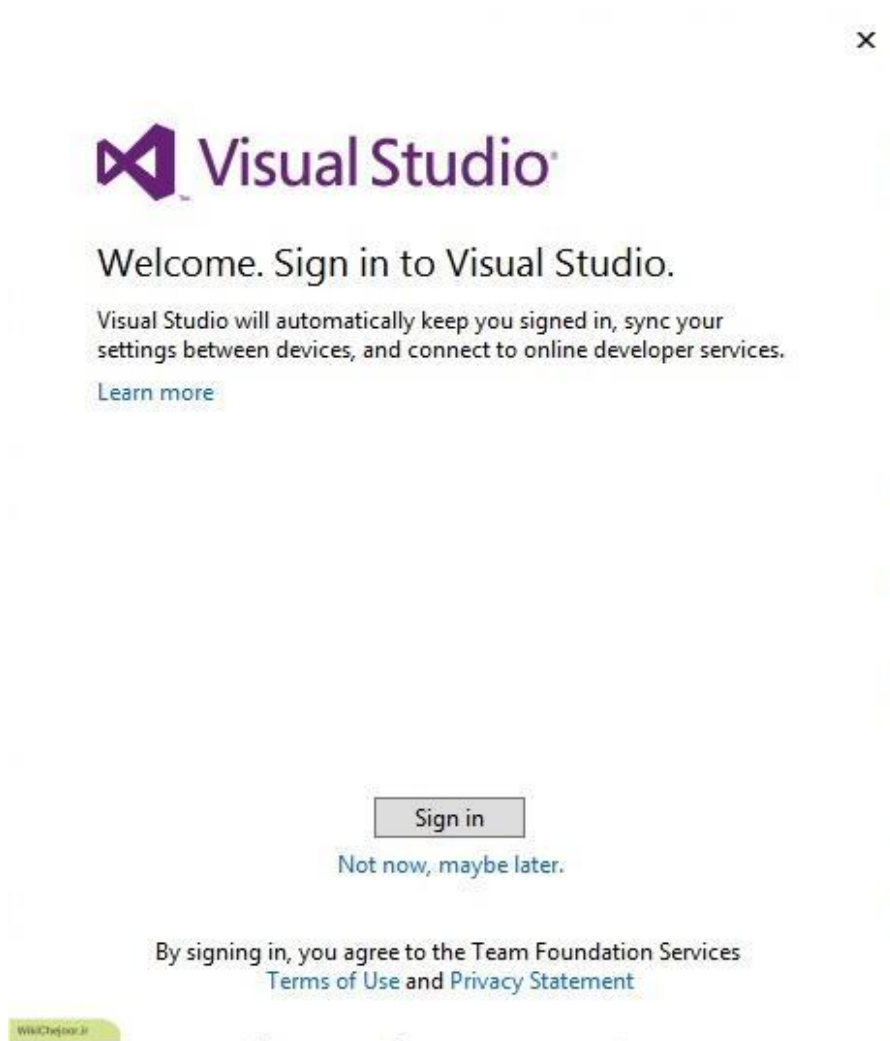 Visual Studio
Welcome. Sign in to Visual Studio.
Visual Studio will automatically keep you signed in, sync your
settings between devices, and connect to online developer services.
Learn more
Sign in
Not now, maybe later.
By signing in, you agree to the Team Foundation Services
Terms of Use and Privacy Statement
WikiChejoor.ir